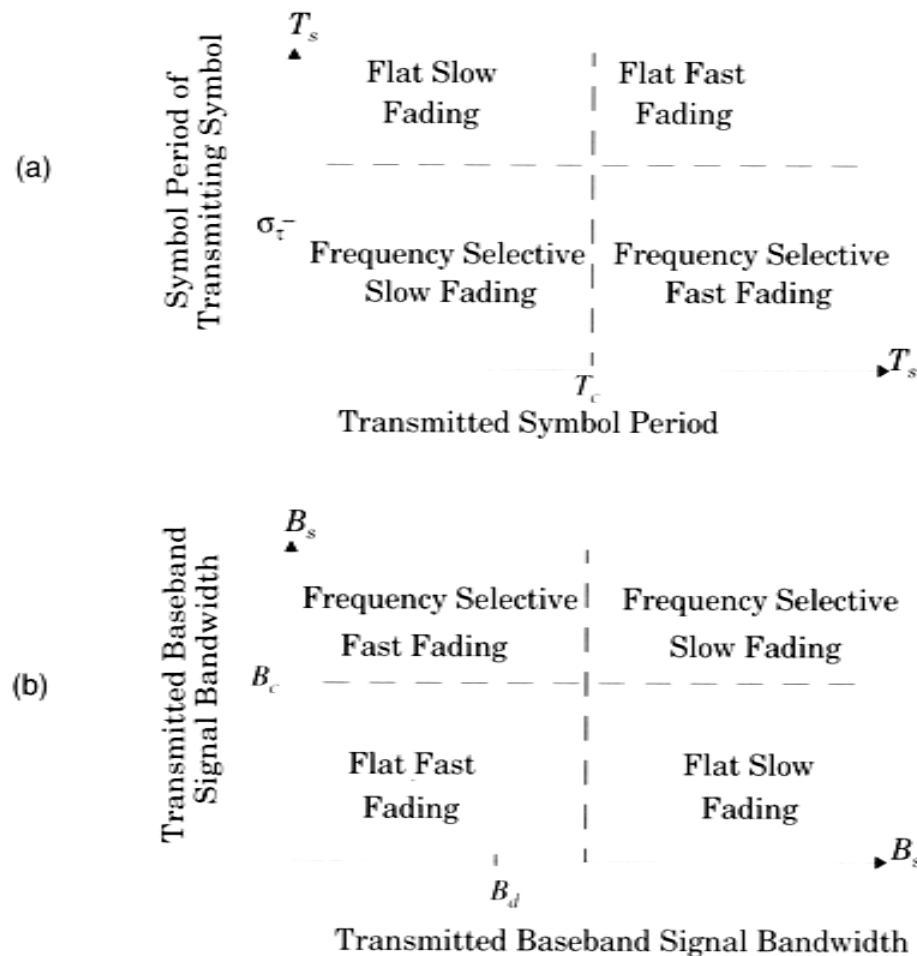 T_s
Symbol Period of
Transmitting Symbol
(a)
Flat Slow
Fading
Flat Fast
Fading
σ_τ
Frequency Selective
Slow Fading
Frequency Selective
Fast Fading
T_c
T_s
Transmitted Symbol Period
B_s
Transmitted Baseband
Signal Bandwidth
(b)
Frequency Selective
Fast Fading
Frequency Selective
Slow Fading
B_c
Flat Fast
Fading
Flat Slow
Fading
B_d
B_s
Transmitted Baseband Signal Bandwidth